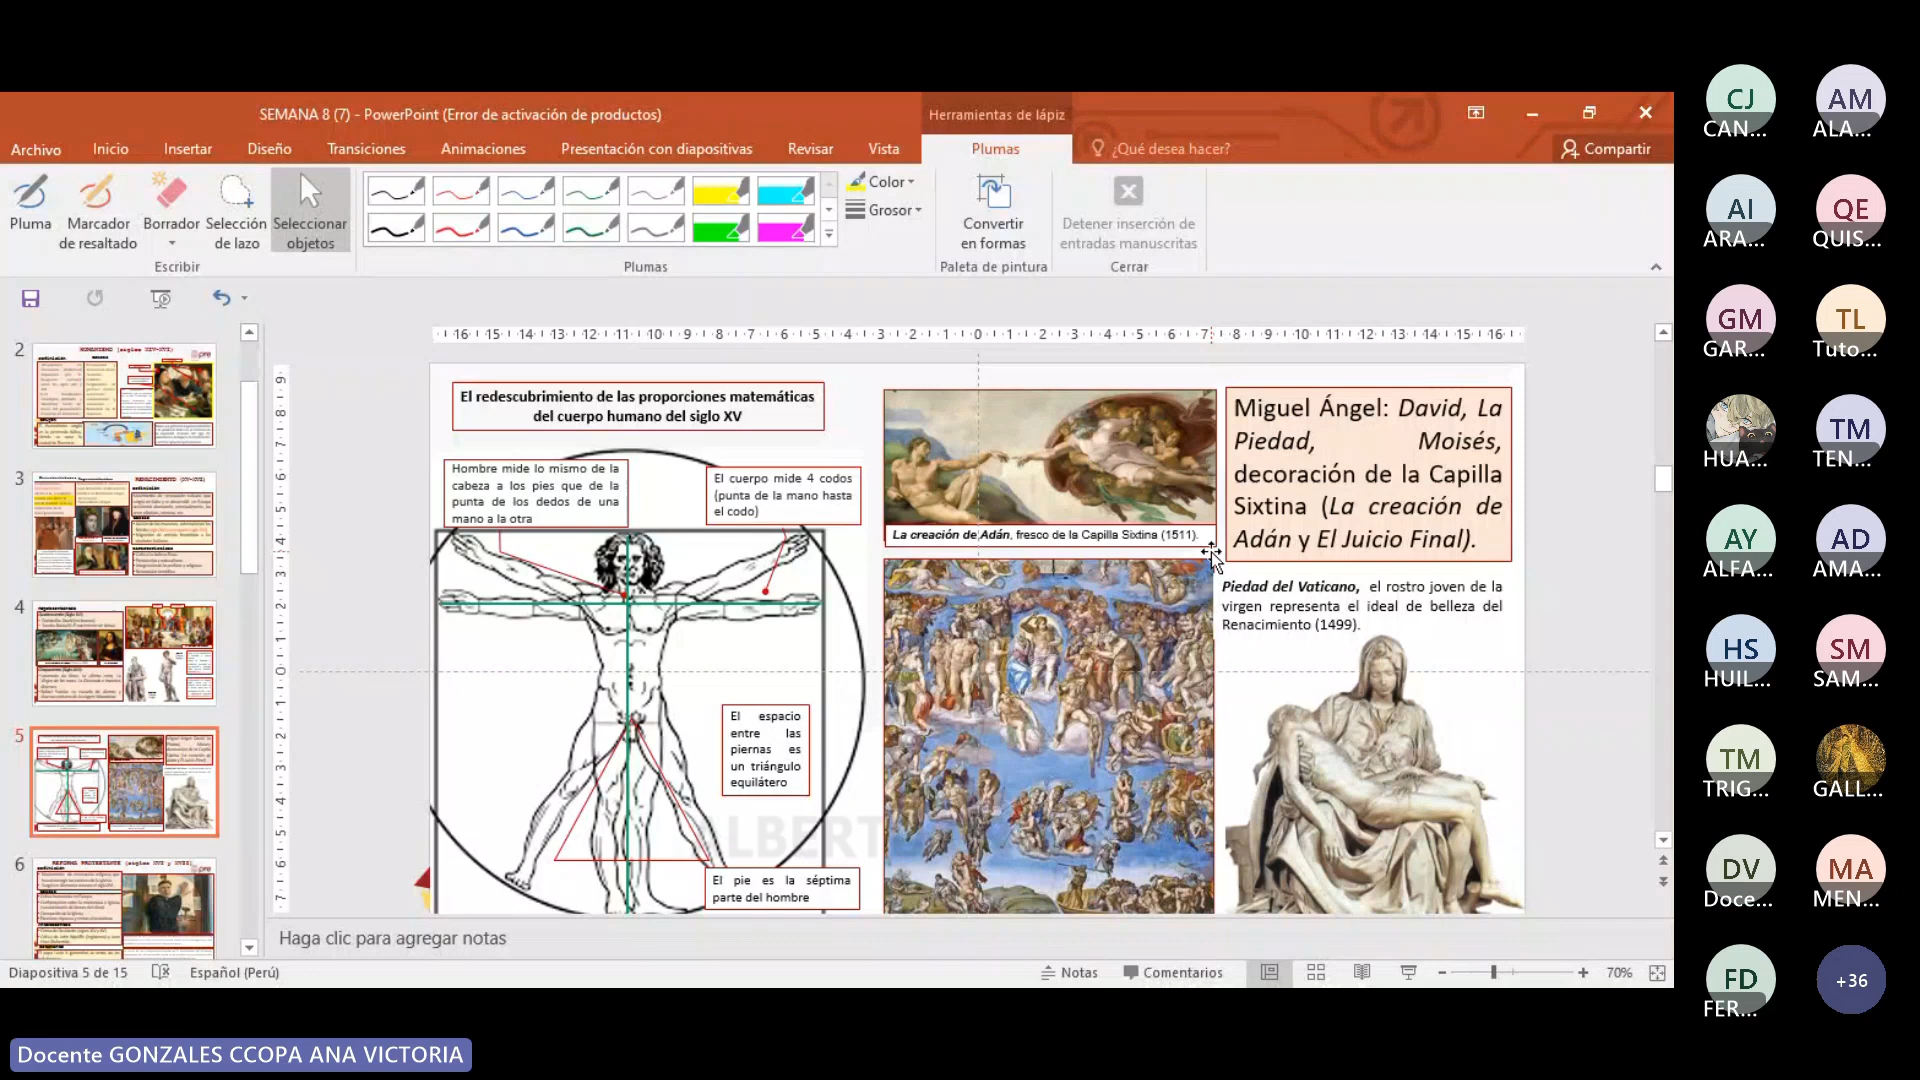 SEMANA 8 (7) - PowerPoint (Error de activación de productos)
Herramientas de lápiz
Archivo
Inicio
Insertar
Diseño
Transiciones
Animaciones
Presentación con diapositivas
Revisar
Vista
Plumas
¿Qué desea hacer?
Compartir
Pluma
Marcador
de resaltado
Borrador
Selección
de lazo
Seleccionar
objetos
Escribir
Plumas
Color
Grosor
Convertir
en formas
Paleta de pintura
Detener inserción de
entradas manuscritas
Cerrar
2
3
4
5
6
El redescubrimiento de las proporciones matemáticas
del cuerpo humano del siglo XV
Hombre mide lo mismo de la
cabeza a los pies que de la
punta de los dedos de una
mano a la otra
El cuerpo mide 4 codos
(punta de la mano hasta
el codo)
El espacio
entre las
piernas es
un triángulo
equilátero
El pie es la séptima
parte del hombre
La creación de Adán, fresco de la Capilla Sixtina (1511).
Miguel Ángel: David, La
Piedad, Moisés,
decoración de la Capilla
Sixtina (La creación de
Adán y El Juicio Final).
Piedad del Vaticano, el rostro joven de la
virgen representa el ideal de belleza del
Renacimiento (1499).
Haga clic para agregar notas
Diapositiva 5 de 15
Español (Perú)
Notas
Comentarios
70%
CJ
CAN...
AM
ALA...
AI
ARA...
QE
QUIS...
GM
GAR...
TL
Tuto...
HUA...
TM
TEN...
AY
ALFA...
AD
AMA...
HS
HUIL...
SM
SAM...
TM
TRIG...
GALL...
DV
Doce...
MA
MEN...
FD
FER...
+36
Docente GONZALES CCOPA ANA VICTORIA